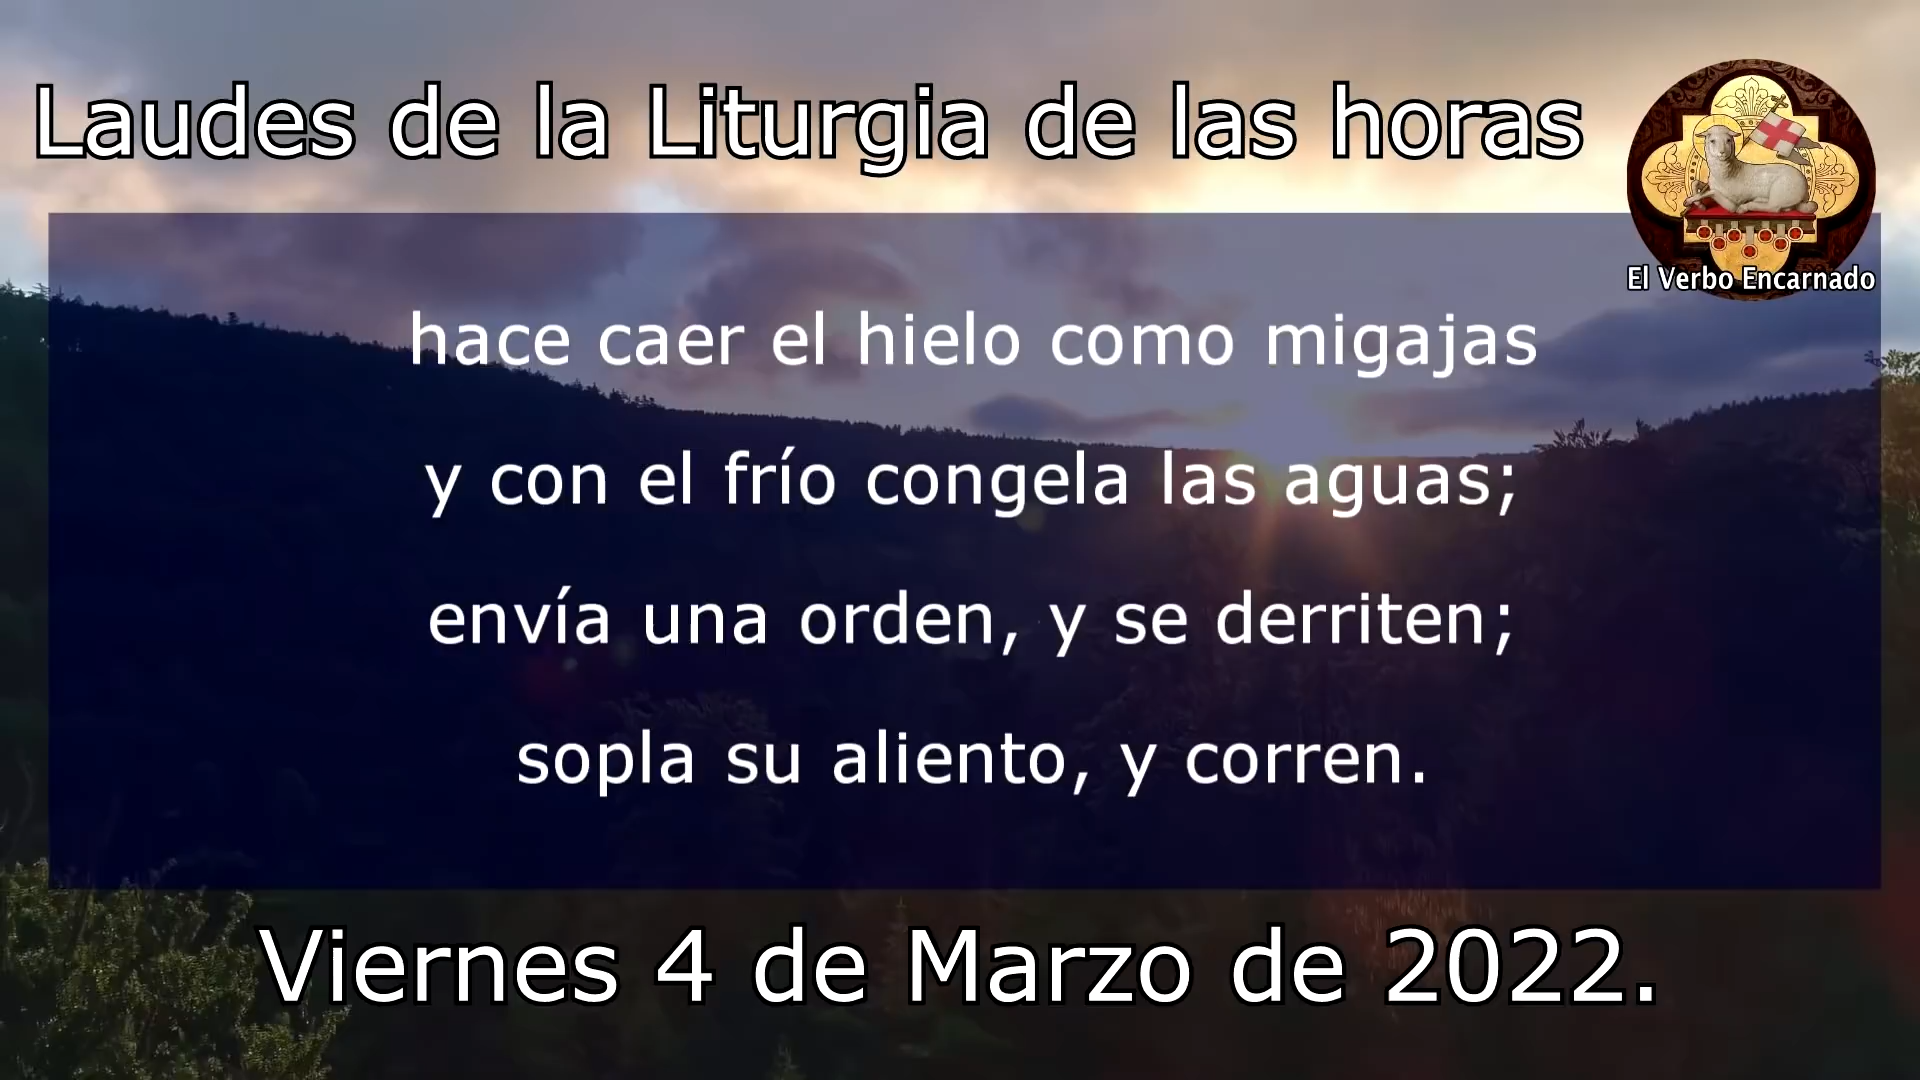 Laudes de la Liturgia de las horas
El Verbo Encarnado
hace caer el hielo como migajas
y con el frío congela las aguas;
envía una orden, y se derriten;
sopla su aliento, y corren.
Viernes 4 de Marzo de 2022.